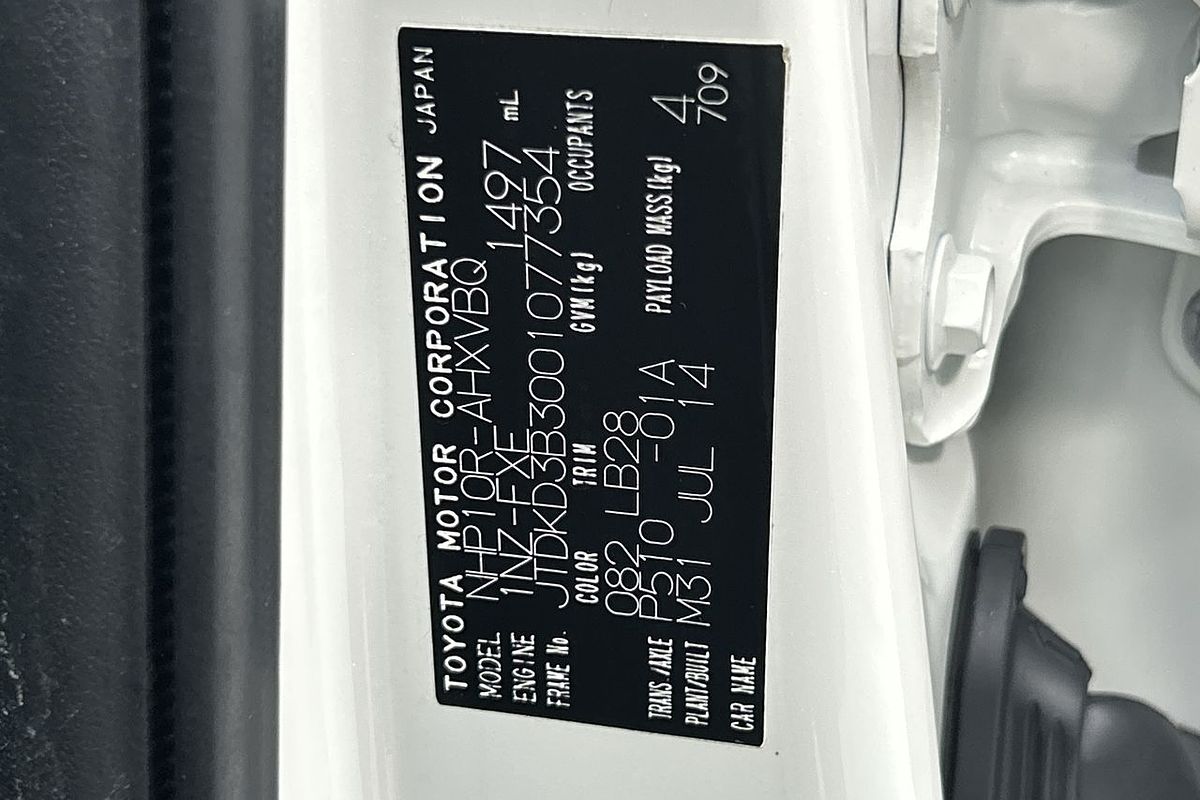 TOYOTA MOTOR CORPORATION JAPAN
MODEL NHP10R-AHXVBQ
ENGINE 1NZ-FXE 1497 mL
FRAME No. JTDKD3B3001077354
COLOR TRIM GVM(kg) OCCUPANTS
082 LB28 4
TRANS/AXLE P510 -01A PAYLOAD MASS(kg) 709
PLANT/BUILT M31 JUL 14
CAR NAME